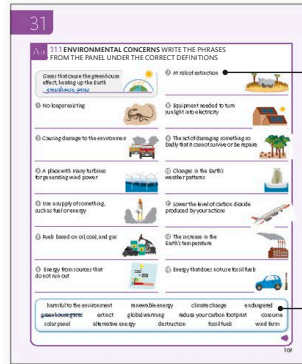 31
Aa 31.1 ENVIRONMENTAL CONCERNS WRITE THE PHRASES
FROM THE PANEL UNDER THE CORRECT DEFINITIONS
Gases that cause the greenhouse
effect, heating up the Earth
greenhouse gases
At risk of extinction
No longer existing
Equipment needed to turn
sunlight into electricity
Causing damage to the environment
The act of damaging something so
badly that it cannot survive or be repaired
A place with many turbines
for generating wind power
Changes in the Earth's
weather patterns
Use a supply of something,
such as fuel or energy
Lower the level of carbon dioxide
produced by your actions
Fuels based on oil, coal, and gas
The increase in the
Earth's temperature
Energy from sources that
do not run out
Energy that does not use fossil fuels
harmful to the environment renewable energy climate change endangered
greenhouse gases extinct global warming reduce your carbon footprint consume
solar panel alternative energy destruction fossil fuels wind farm
109